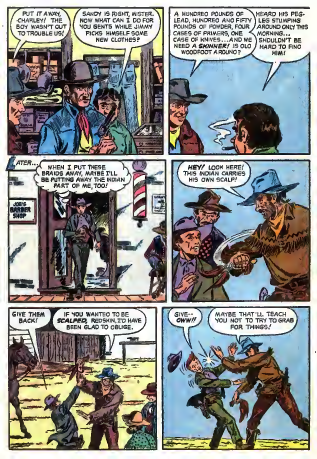 PUT IT AWAY,
CHARLEY! THE
BOY WASN'T OUT
TO TROUBLE US!
SANDY IS RIGHT, MISTER.
NOW WHAT CAN I DO FOR
YOU GENTS WHILE JIMMY
PICKS HIMSELF SOME
NEW CLOTHES?
A HUNDRED POUNDS OF
LEAD, HUNDRED AND FIFTY
POUNDS OF POWDER, FOUR
CASES OF PRIMERS, ONE
CASE OF KNIVES...AND WE
NEED A SKINNER! IS OLD
WOODFOOT AROUND?
HEARD HIS PEG-
LEG STUMPING
AROUND ONLY THIS
MORNING...
SHOULDN'T BE
HARD TO FIND
HIM!
LATER...
WHEN I PUT THESE
BRAIDS AWAY, MAYBE I'LL
BE PUTTING AWAY THE INDIAN
PART OF ME, TOO!
JOE'S
BARBER
SHOP
HEY! LOOK HERE!
THIS INDIAN CARRIES
HIS OWN SCALP!
GIVE THEM
BACK!
IF YOU WANTED TO BE
SCALPED, REDSKIN, I'D HAVE
BEEN GLAD TO OBLIGE.
GIVE--
OWW!!
MAYBE THAT'LL TEACH
YOU NOT TO TRY TO GRAB
FOR THINGS!